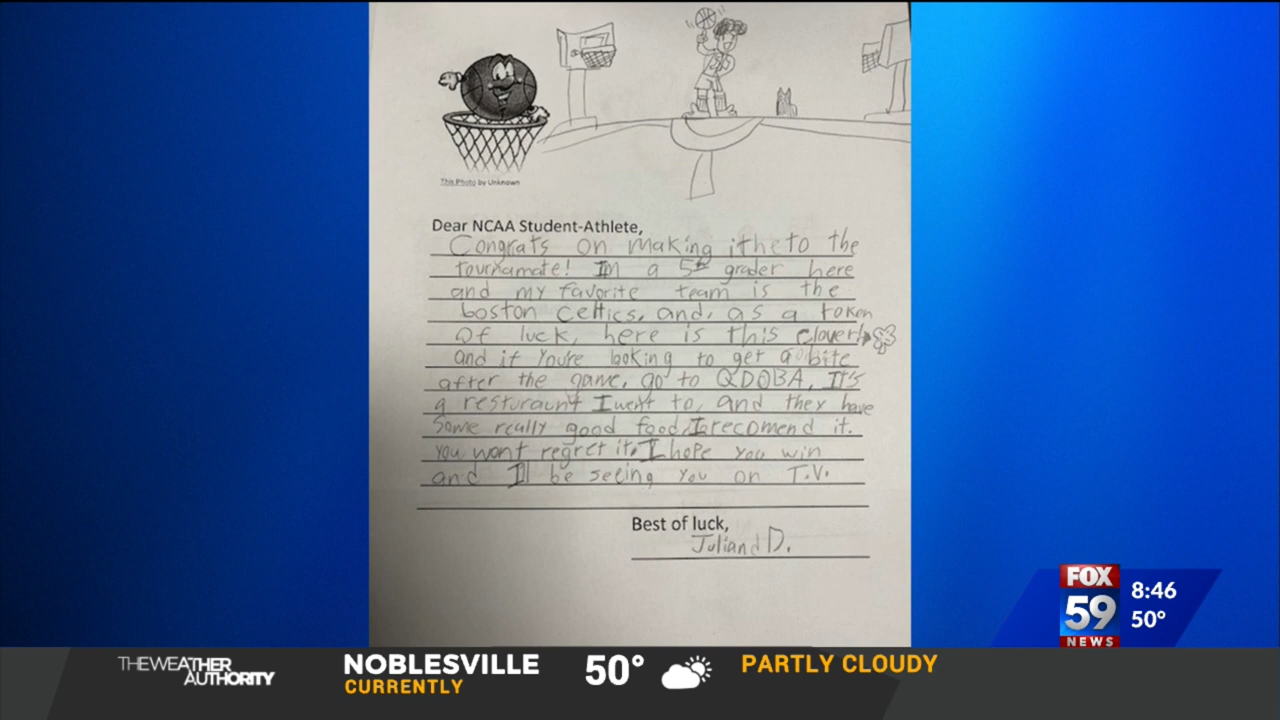 This Photo by Unknown
Dear NCAA Student-Athlete,
Congrats on making ithe to the
tournamate! Im a 5th grader here
and my favorite team is the
boston Celtics, and, as a token
of luck, here is this clover!
and if you're looking to get a bite
after the game, go to QDOBA, It's
a resturaunt I went to, and they have
some really good food, I recomend it.
you wont regret it, I hope you win
and I'll be seeing you on T.V.
Best of luck,
Julian D.
FOX
59
NEWS
8:46
50°
THE WEATHER
AUTHORITY
NOBLESVILLE
CURRENTLY
50°
PARTLY CLOUDY